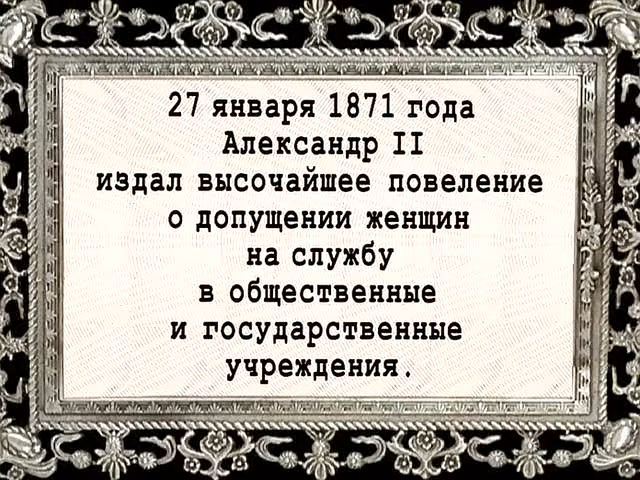 27 января 1871 года
Александр II
издал высочайшее повеление
о допущении женщин
на службу
в общественные
и государственные
учреждения.